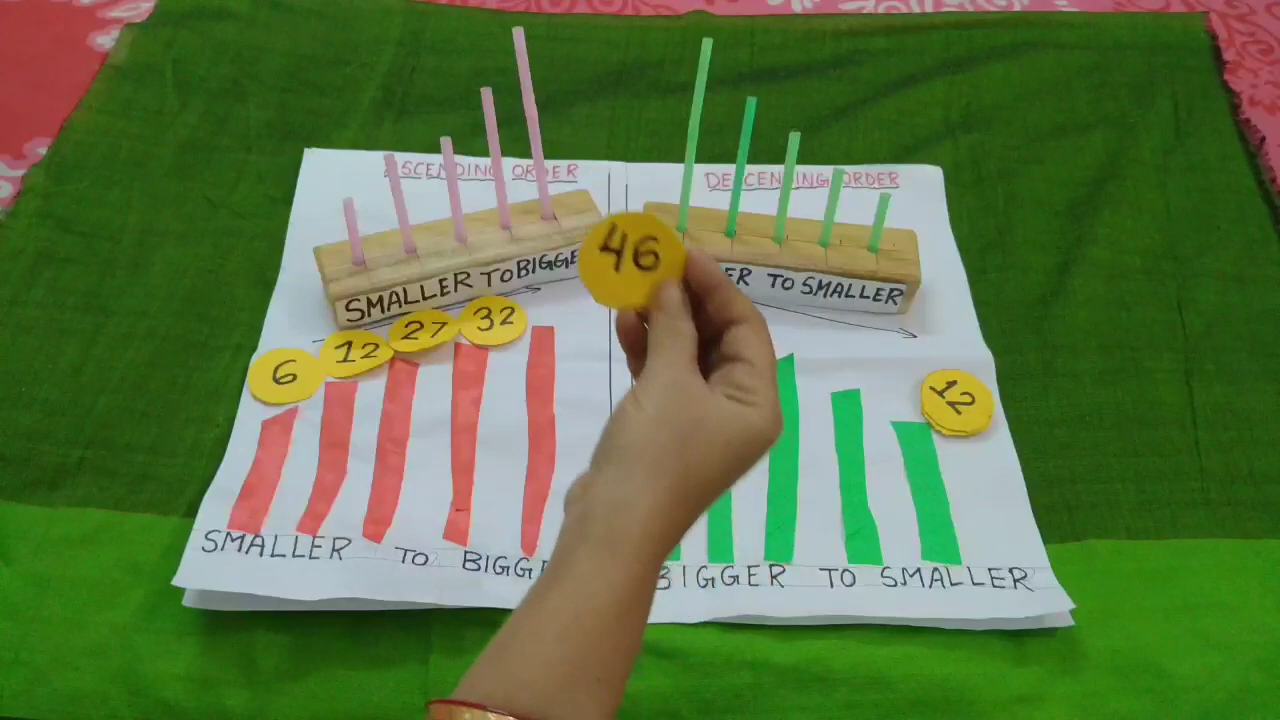 ASCENDING ORDER
DESCENDING ORDER
SMALLER TO BIGGE
ER TO SMALLER
46
6
12
27
32
12
SMALLER TO BIGGE
BIGGER TO SMALLER